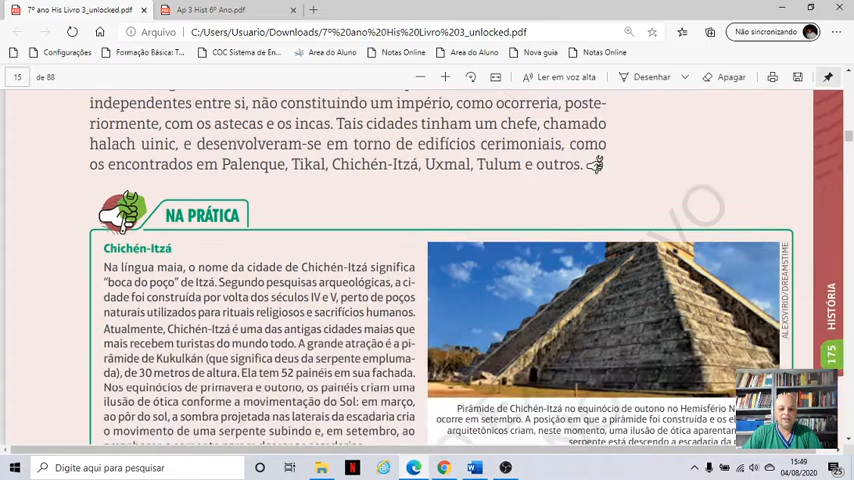 7º ano His Livro 3_unlocked.pdf
Ap 3 Hist 6º Ano.pdf
Arquivo
C:/Users/Usuario/Downloads/7º%20ano%20His%20Livro%203_unlocked.pdf
Não sincronizando
Configurações
Formação Básica: T...
COC Sistema de En...
Area do Aluno
Notas Online
Area do Aluno
Nova guia
Notas Online
15
de 88
Ler em voz alta
Desenhar
Apagar
independentes entre si, não constituindo um império, como ocorreria, poste-
riormente, com os astecas e os incas. Tais cidades tinham um chefe, chamado
halach uinic, e desenvolveram-se em torno de edifícios cerimoniais, como
os encontrados em Palenque, Tikal, Chichén-Itzá, Uxmal, Tulum e outros.
NA PRÁTICA
Chichén-Itzá
Na língua maia, o nome da cidade de Chichén-Itzá significa
"boca do poço" de Itzá. Segundo pesquisas arqueológicas, a ci-
dade foi construída por volta dos séculos IV e V, perto de poços
naturais utilizados para rituais religiosos e sacrifícios humanos.
Atualmente, Chichén-Itzá é uma das antigas cidades maias que
mais recebem turistas do mundo todo. A grande atração é a pi-
râmide de Kukulkán (que significa deus da serpente empluma-
da), de 30 metros de altura. Ela tem 52 painéis em sua fachada.
Nos equinócios de primavera e outono, os painéis criam uma
ilusão de ótica conforme a movimentação do Sol: em março,
ao pôr do sol, a sombra projetada nas laterais da escadaria cria
o movimento de uma serpente subindo e, em setembro, ao
ALEXSVIRID/DREAMSTIME
Pirâmide de Chichén-Itzá no equinócio de outono no Hemisfério N
ocorre em setembro. A posição em que a pirâmide foi construída e os el
arquitetônicos criam, neste momento, uma ilusão de ótica aparentan
serpente está descendo a escadaria da
HISTÓRIA
175
Digite aqui para pesquisar
15:49
04/08/2020
25